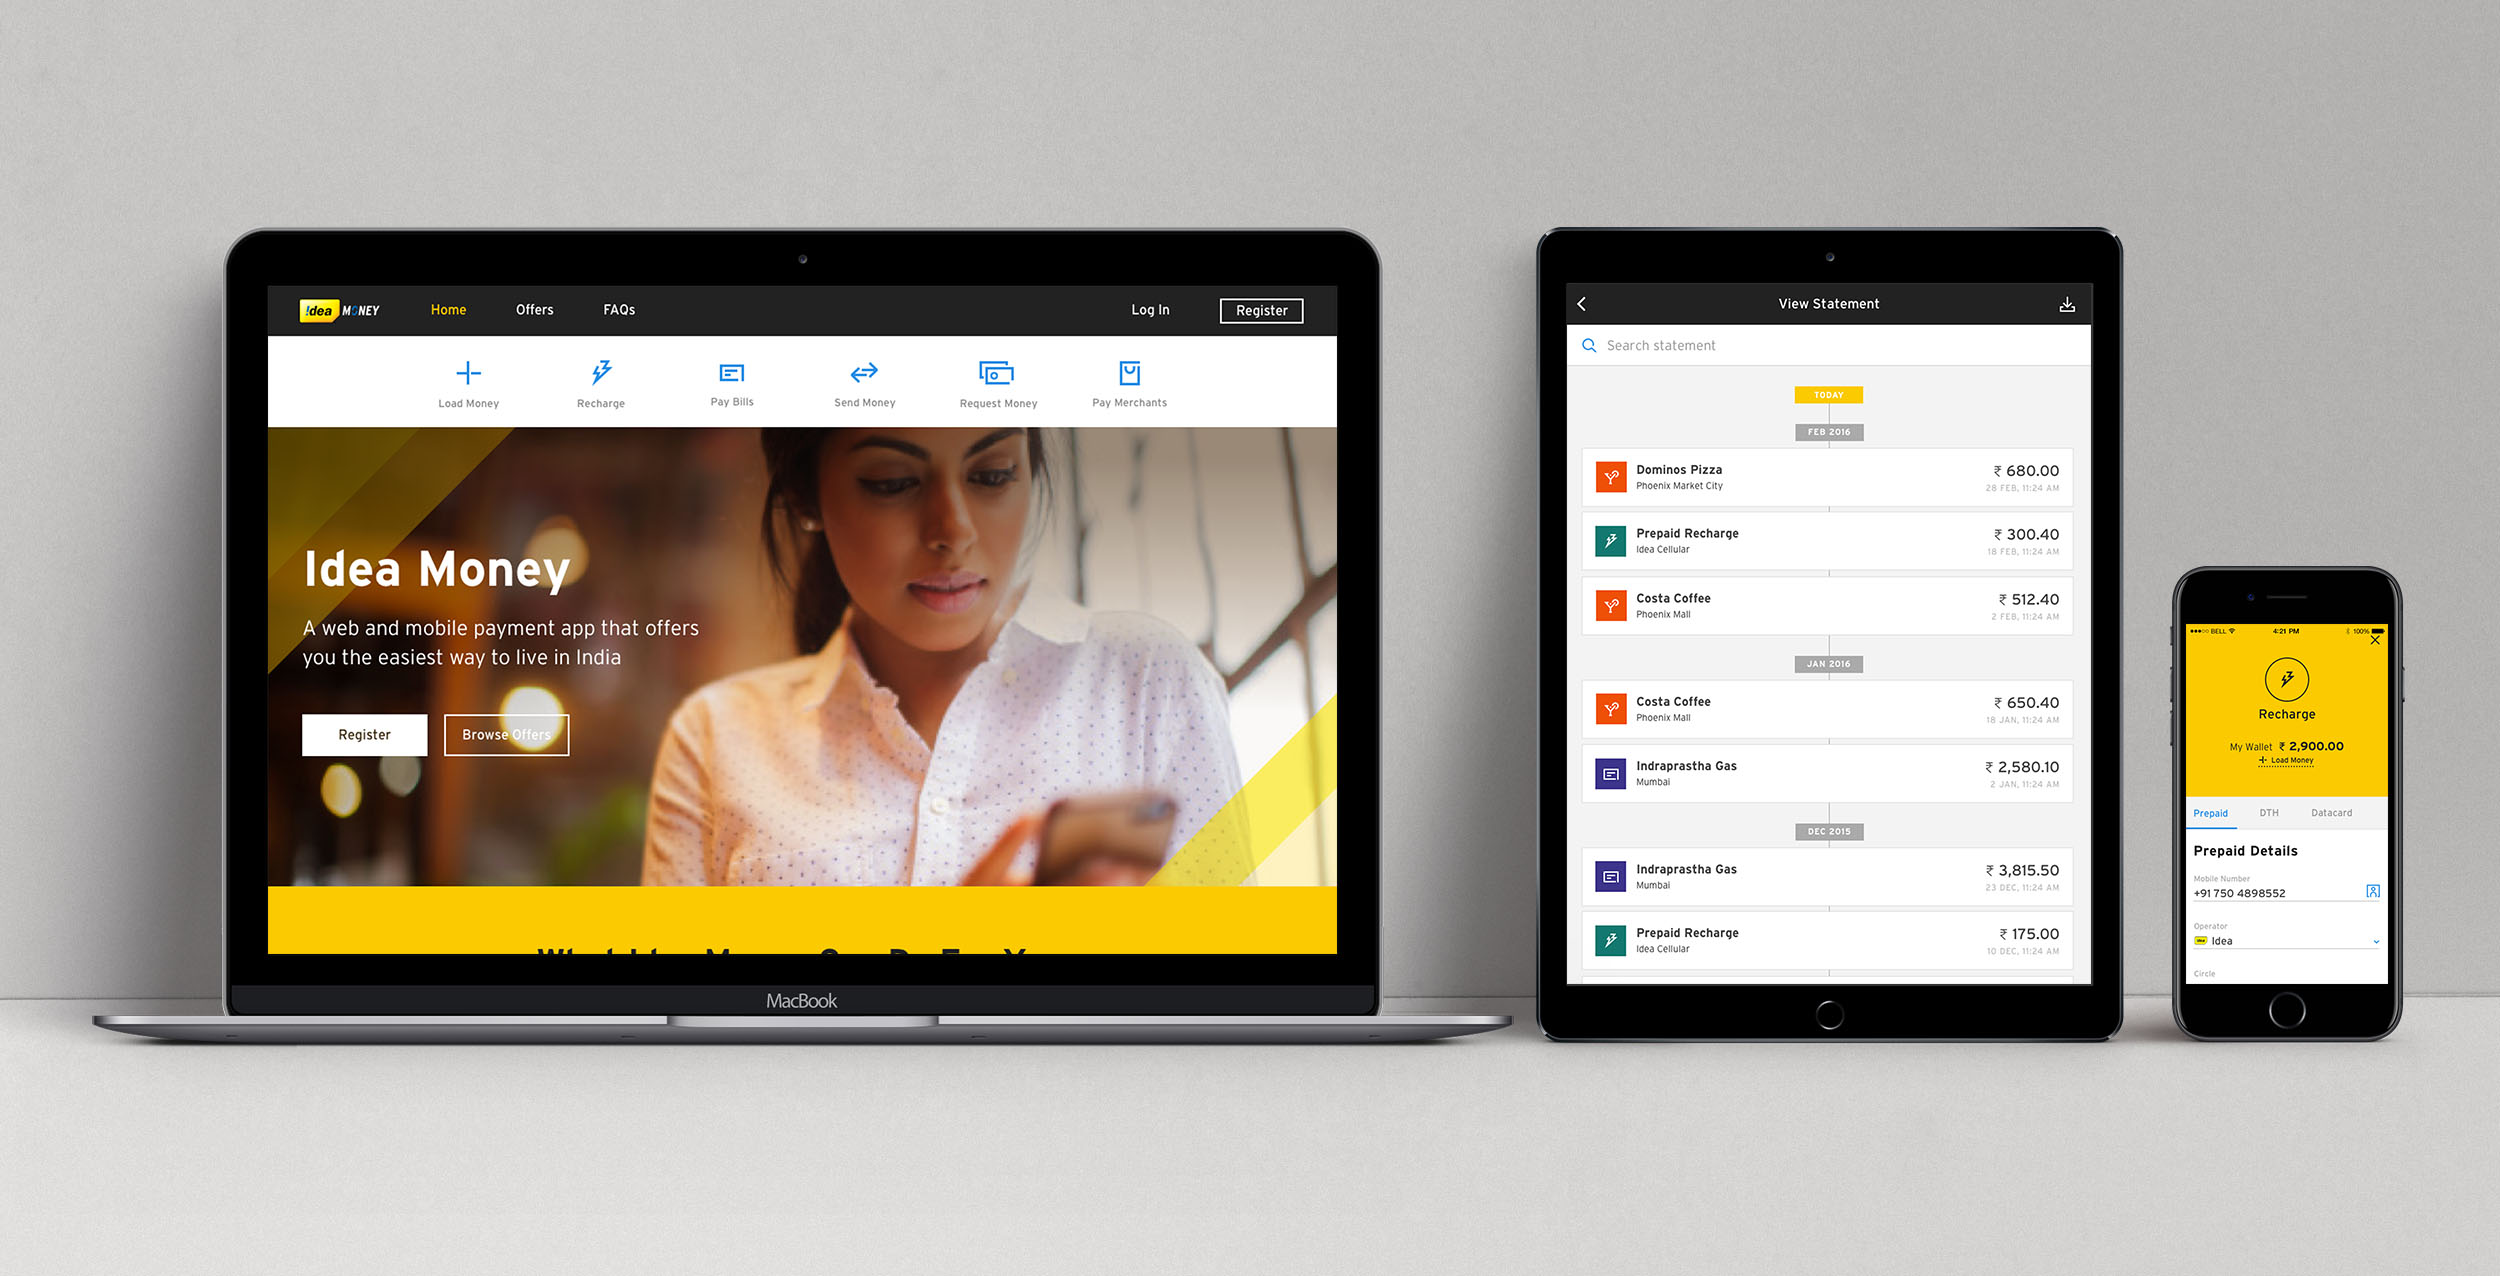 !dea MONEY
Home
Offers
FAQs
Log In
Register
Load Money
Recharge
Pay Bills
Send Money
Request Money
Pay Merchants
Idea Money
A web and mobile payment app that offers
you the easiest way to live in India
Register
Browse Offers
MacBook
View Statement
Search statement
TODAY
FEB 2016
Dominos Pizza
₹ 680.00
Phoenix Market City
28 FEB, 11:24 AM
Prepaid Recharge
₹ 300.40
Idea Cellular
18 FEB, 11:24 AM
Costa Coffee
₹ 512.40
Phoenix Mall
2 FEB, 11:24 AM
JAN 2016
Costa Coffee
₹ 650.40
Phoenix Mall
18 JAN, 11:24 AM
Indraprastha Gas
₹ 2,580.10
Mumbai
2 JAN, 11:24 AM
DEC 2015
Indraprastha Gas
₹ 3,815.50
Mumbai
23 DEC, 11:24 AM
Prepaid Recharge
₹ 175.00
Idea Cellular
10 DEC, 11:24 AM
BELL
4:21 PM
100%
Recharge
My Wallet ₹ 2,900.00
Load Money
Prepaid
DTH
Datacard
Prepaid Details
Mobile Number
+91 750 4898552
Operator
Idea
Circle